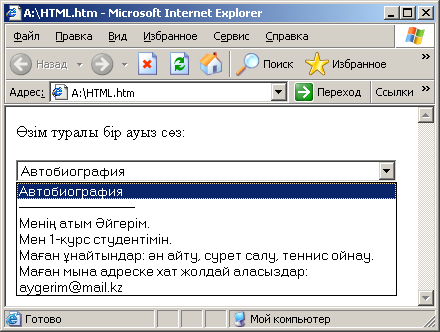 A:\HTML.htm - Microsoft Internet Explorer
Файл Правка Вид Избранное Сервис Справка
Назад Поиск Избранное »
Адрес: A:\HTML.htm Переход Ссылки »
Өзім туралы бір ауыз сөз:
Автобиография
Автобиография
Менің атым Әйгерім.
Мен 1-курс студентімін.
Маған ұнайтындар: ән айту, сурет салу, теннис ойнау.
Маған мына адреске хат жолдай аласыздар:
aygerim@mail.kz
Готово Мой компьютер